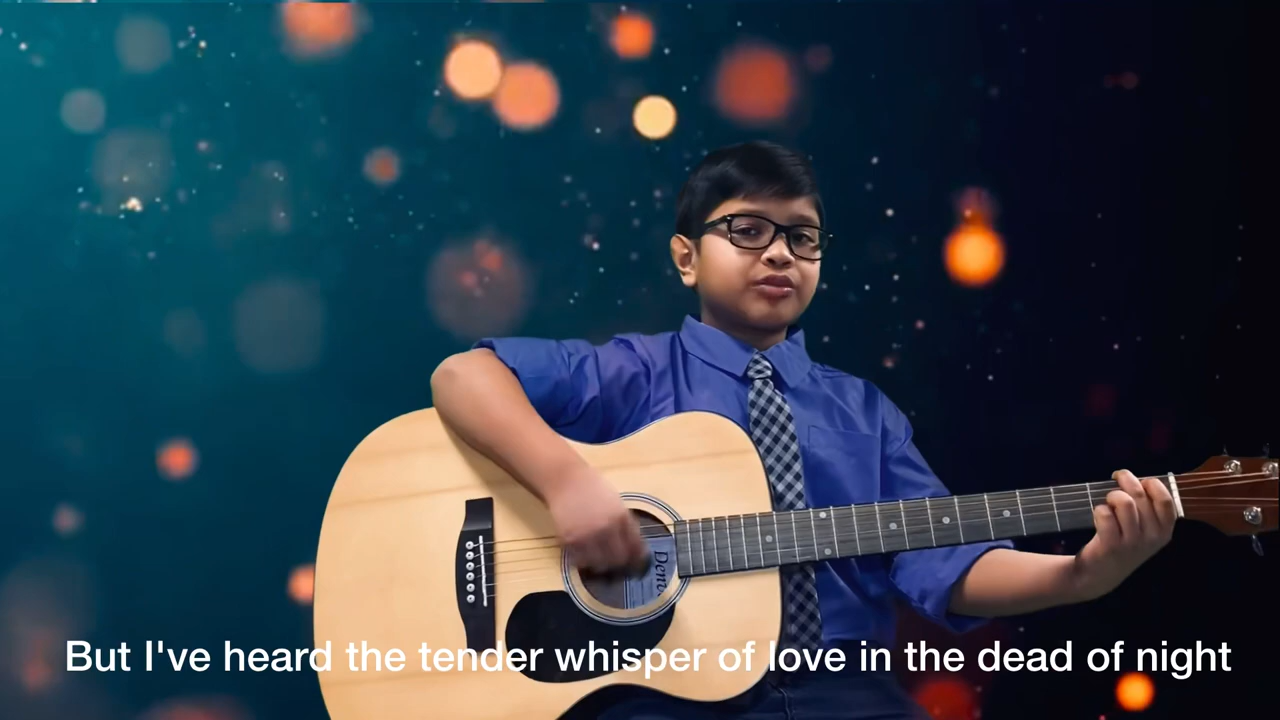 But I've heard the tender whisper of love in the dead of night